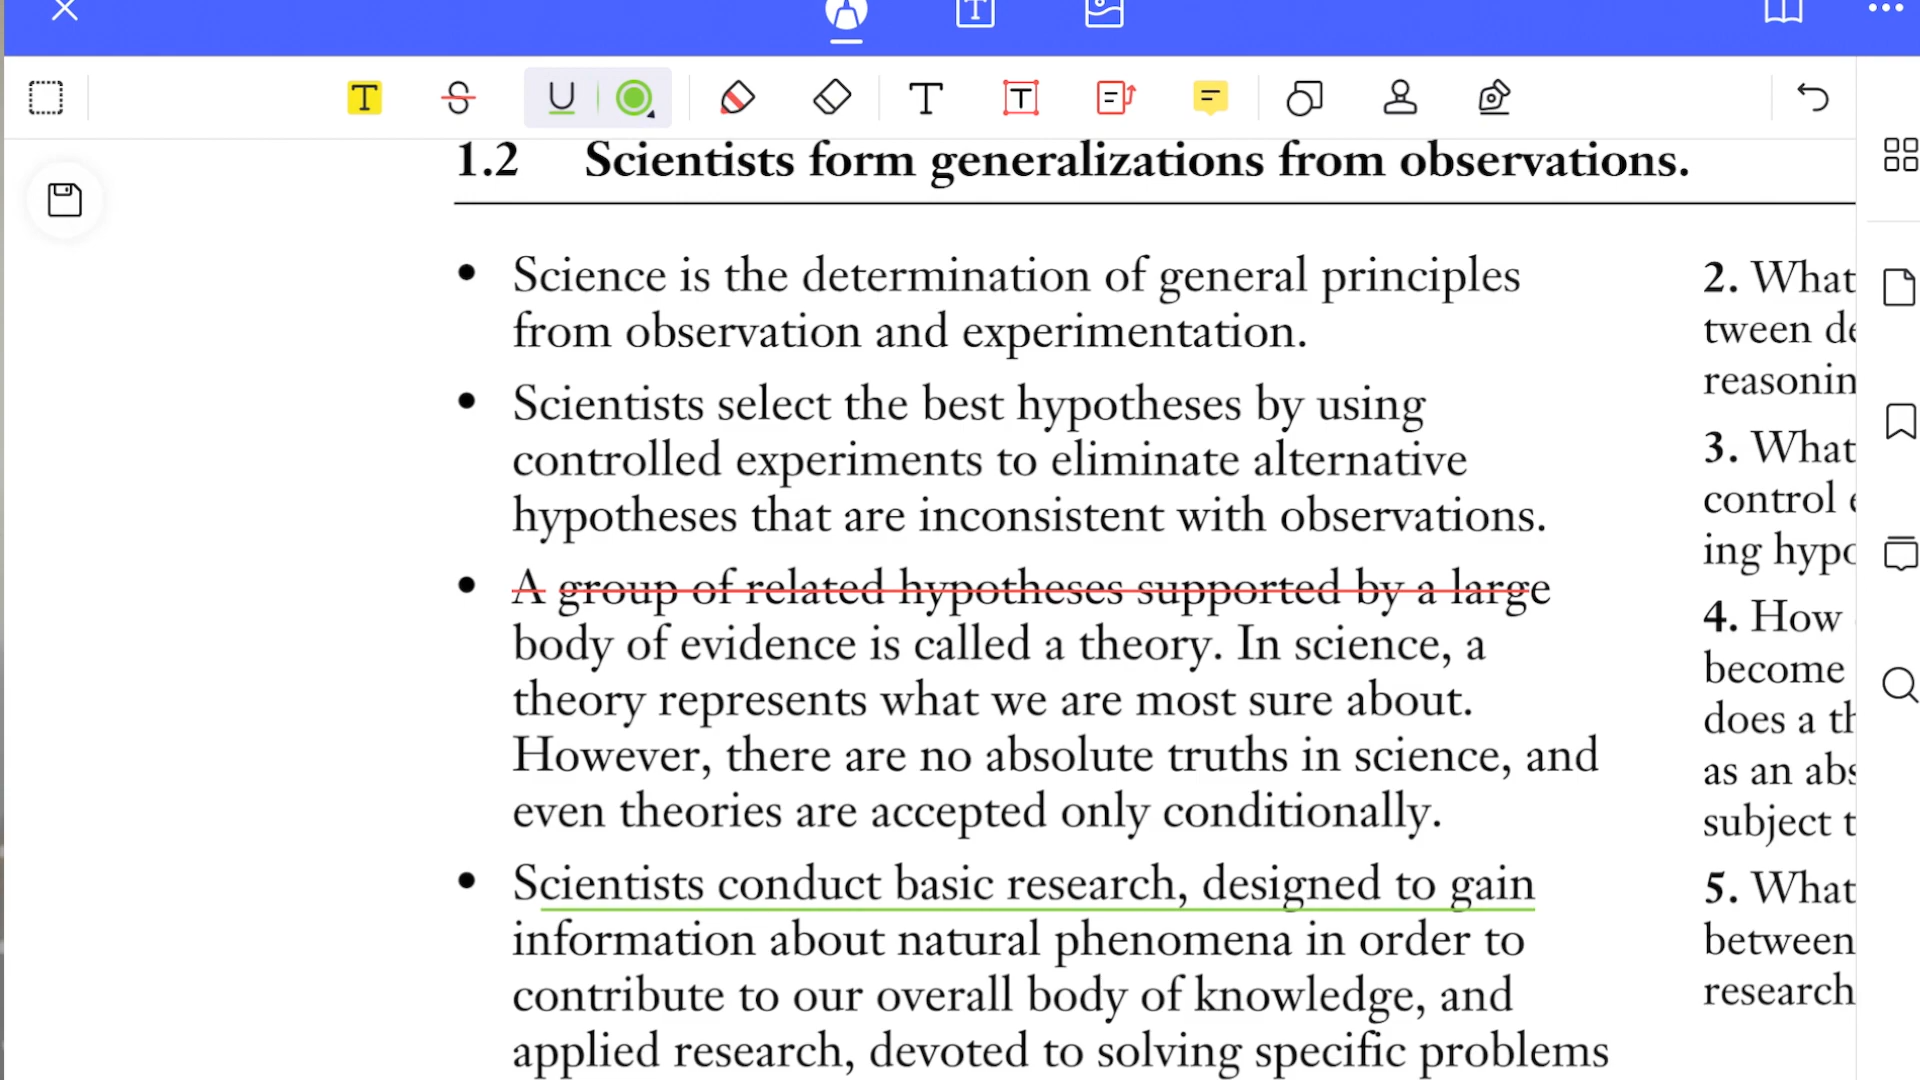 1.2 Scientists form generalizations from observations.
• Science is the determination of general principles
from observation and experimentation.
• Scientists select the best hypotheses by using
controlled experiments to eliminate alternative
hypotheses that are inconsistent with observations.
• A group of related hypotheses supported by a large
body of evidence is called a theory. In science, a
theory represents what we are most sure about.
However, there are no absolute truths in science, and
even theories are accepted only conditionally.
• Scientists conduct basic research, designed to gain
information about natural phenomena in order to
contribute to our overall body of knowledge, and
applied research, devoted to solving specific problems
2. What
tween de
reasonin
3. What
control
ing hypo
4. How
become
does a th
as an abs
subject t
5. What
between
research